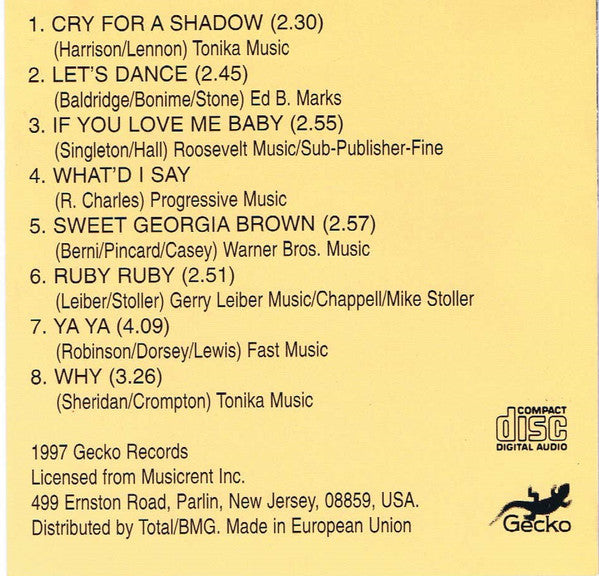 1. CRY FOR A SHADOW (2.30)
(Harrison/Lennon) Tonika Music
2. LET'S DANCE (2.45)
(Baldridge/Bonime/Stone) Ed B. Marks
3. IF YOU LOVE ME BABY (2.55)
(Singleton/Hall) Roosevelt Music/Sub-Publisher-Fine
4. WHAT'D I SAY
(R. Charles) Progressive Music
5. SWEET GEORGIA BROWN (2.57)
(Berni/Pincard/Casey) Warner Bros. Music
6. RUBY RUBY (2.51)
(Leiber/Stoller) Gerry Leiber Music/Chappell/Mike Stoller
7. YA YA (4.09)
(Robinson/Dorsey/Lewis) Fast Music
8. WHY (3.26)
(Sheridan/Crompton) Tonika Music
COMPACT
disc
DIGITAL AUDIO
1997 Gecko Records
Licensed from Musicrent Inc.
499 Ernston Road, Parlin, New Jersey, 08859, USA.
Distributed by Total/BMG. Made in European Union
Gecko